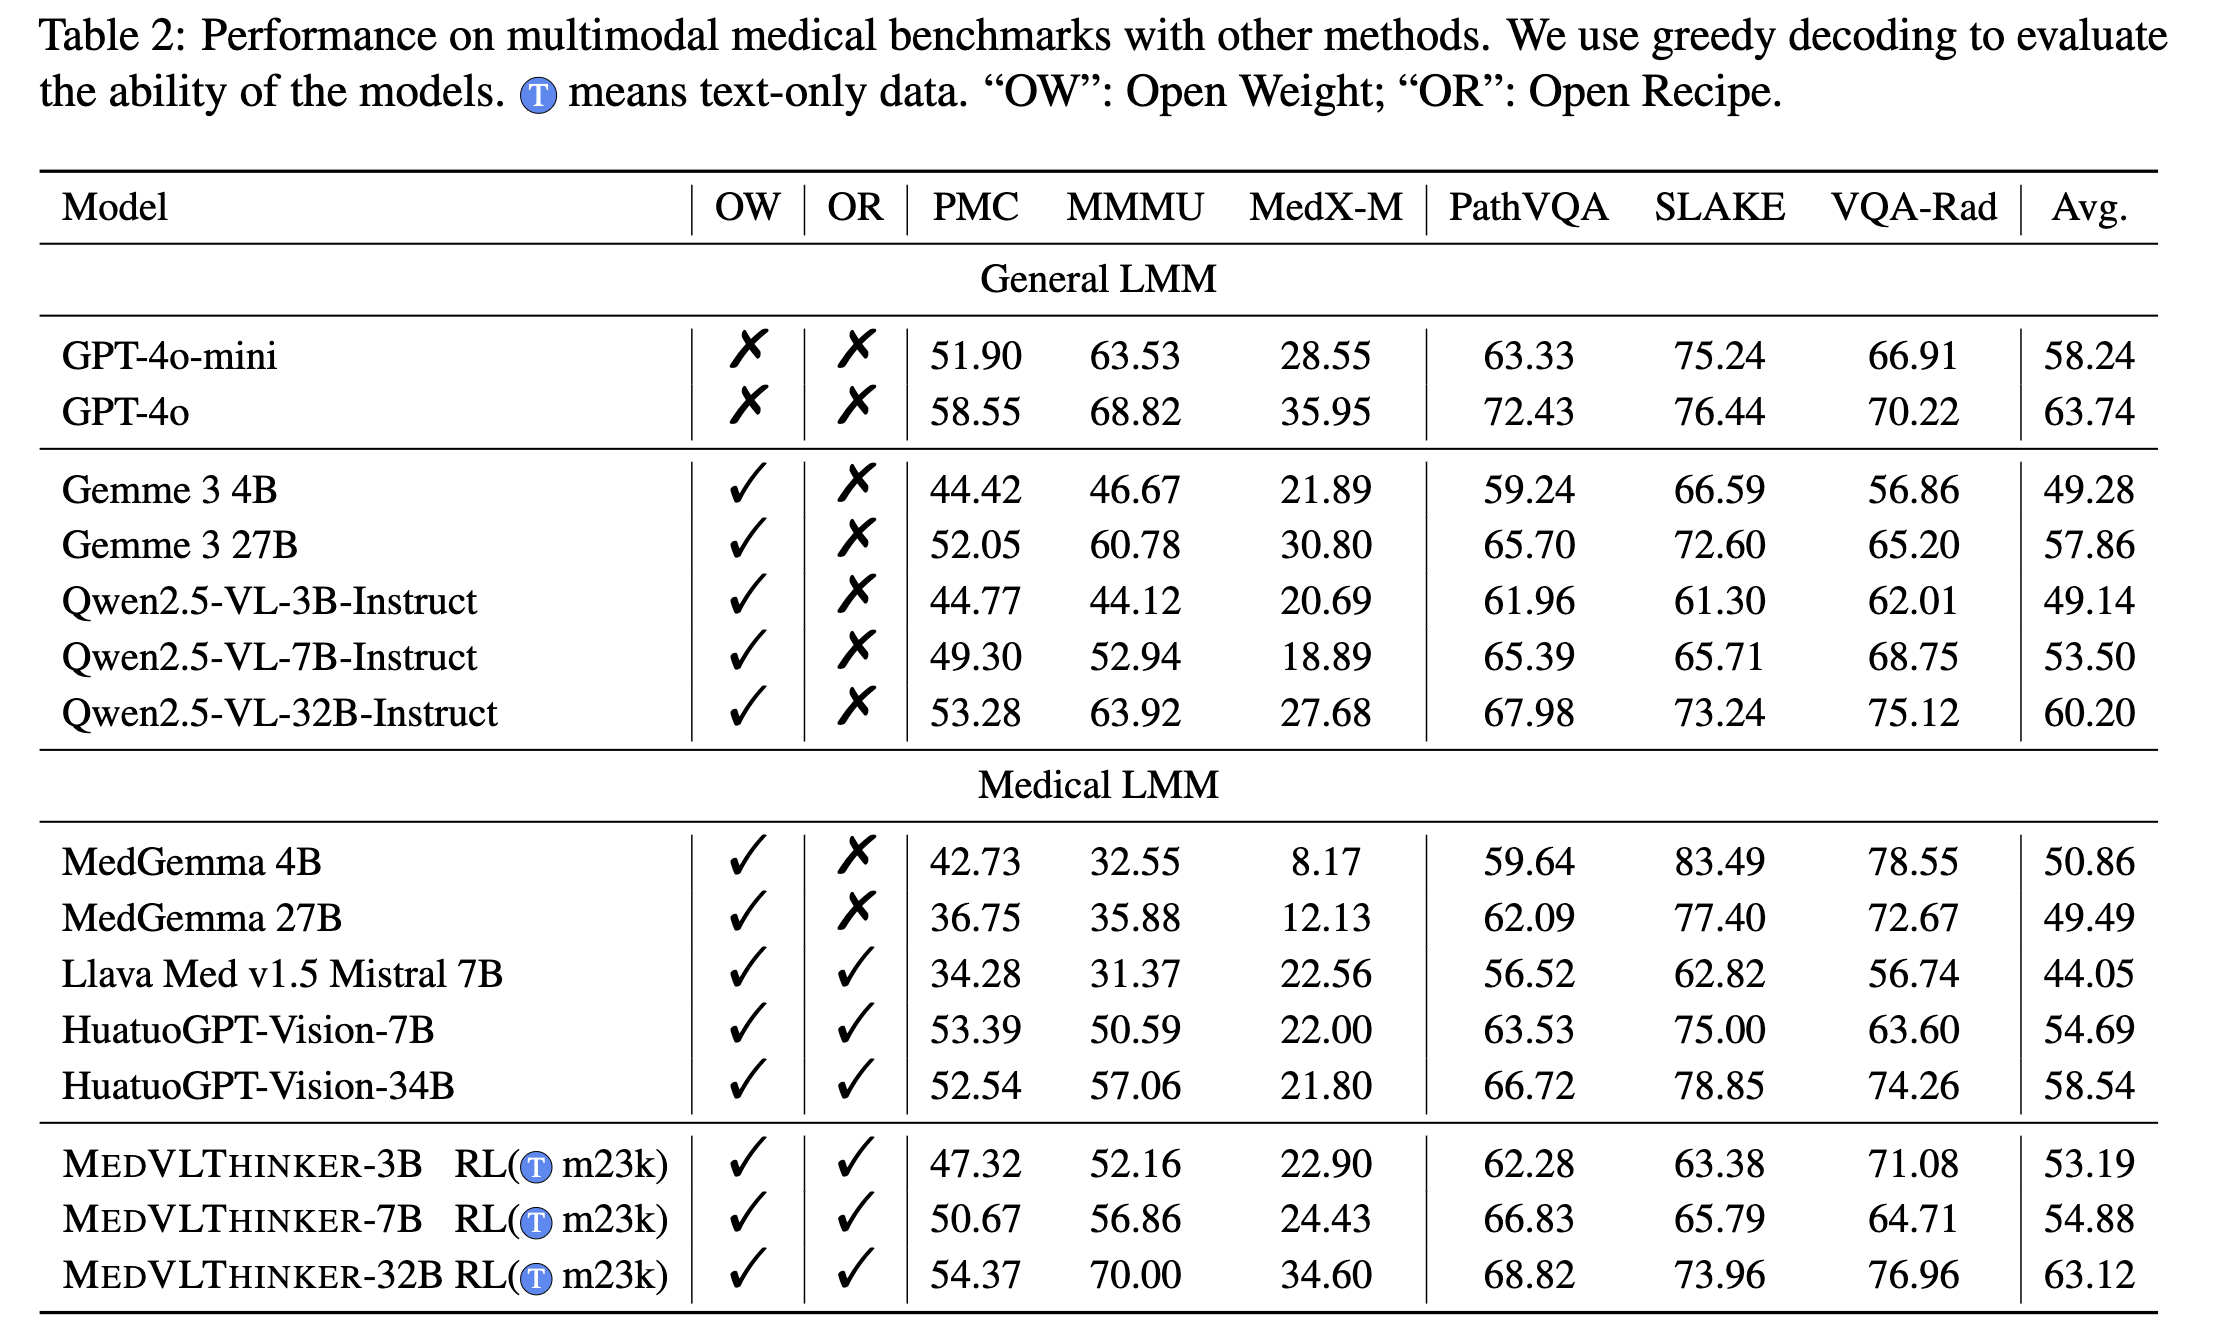 Table 2: Performance on multimodal medical benchmarks with other methods. We use greedy decoding to evaluate
the ability of the models. Ⓣ means text-only data. “OW”: Open Weight; “OR”: Open Recipe.
Model OW OR PMC MMMU MedX-M PathVQA SLAKE VQA-Rad Avg.
General LMM
GPT-4o-mini ✗ ✗ 51.90 63.53 28.55 63.33 75.24 66.91 58.24
GPT-4o ✗ ✗ 58.55 68.82 35.95 72.43 76.44 70.22 63.74
Gemme 3 4B ✓ ✗ 44.42 46.67 21.89 59.24 66.59 56.86 49.28
Gemme 3 27B ✓ ✗ 52.05 60.78 30.80 65.70 72.60 65.20 57.86
Qwen2.5-VL-3B-Instruct ✓ ✗ 44.77 44.12 20.69 61.96 61.30 62.01 49.14
Qwen2.5-VL-7B-Instruct ✓ ✗ 49.30 52.94 18.89 65.39 65.71 68.75 53.50
Qwen2.5-VL-32B-Instruct ✓ ✗ 53.28 63.92 27.68 67.98 73.24 75.12 60.20
Medical LMM
MedGemma 4B ✓ ✗ 42.73 32.55 8.17 59.64 83.49 78.55 50.86
MedGemma 27B ✓ ✗ 36.75 35.88 12.13 62.09 77.40 72.67 49.49
Llava Med v1.5 Mistral 7B ✓ ✓ 34.28 31.37 22.56 56.52 62.82 56.74 44.05
HuatuoGPT-Vision-7B ✓ ✓ 53.39 50.59 22.00 63.53 75.00 63.60 54.69
HuatuoGPT-Vision-34B ✓ ✓ 52.54 57.06 21.80 66.72 78.85 74.26 58.54
MEDVLTHINKER-3B RL(Ⓣ m23k) ✓ ✓ 47.32 52.16 22.90 62.28 63.38 71.08 53.19
MEDVLTHINKER-7B RL(Ⓣ m23k) ✓ ✓ 50.67 56.86 24.43 66.83 65.79 64.71 54.88
MEDVLTHINKER-32B RL(Ⓣ m23k) ✓ ✓ 54.37 70.00 34.60 68.82 73.96 76.96 63.12